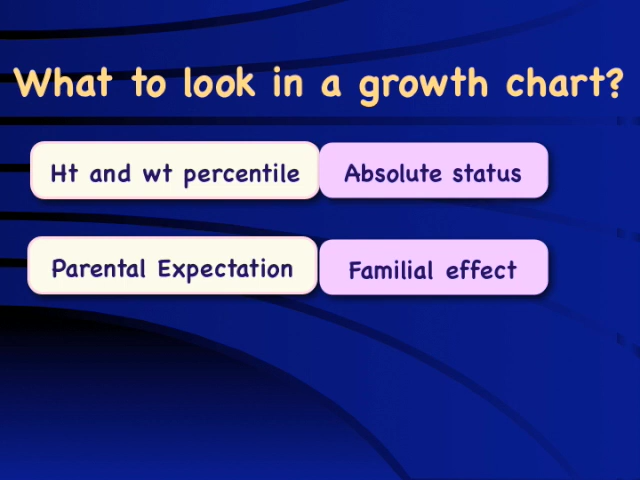 What to look in a growth chart?
Ht and wt percentile
Absolute status
Parental Expectation
Familial effect